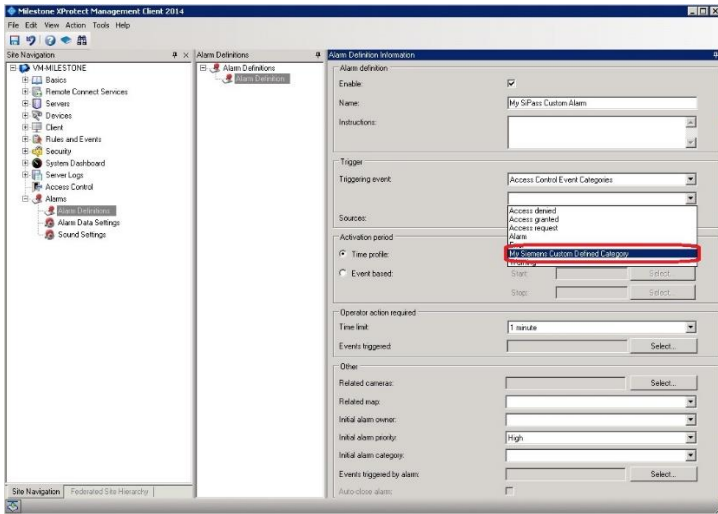 Milestone XProtect Management Client 2014
File Edit View Action Tools Help
Site Navigation
VM-MILESTONE
Basics
Remote Connect Services
Servers
Devices
Client
Rules and Events
Security
System Dashboard
Server Logs
Access Control
Alarms
Alarm Definitions
Alarm Data Settings
Sound Settings
Site Navigation Federated Site Hierarchy
Alarm Definitions
Alarm Definitions
Alarm Definition
Alarm Definition Information
Alarm definition
Enable:
Name: My SiPass Custom Alarm
Instructions:
Trigger
Triggering event: Access Control Event Categories
Access denied
Access granted
Access request
Alarm
Error
My Siemens Custom Defined Category
Warning
Sources:
Activation period
Time profile:
Event based: Start: Select...
Stop: Select...
Operator action required
Time limit: 1 minute
Events triggered: Select...
Other
Related cameras: Select...
Related map:
Initial alarm owner:
Initial alarm priority: High
Initial alarm category:
Events triggered by alarm: Select...
Auto-close alarm: